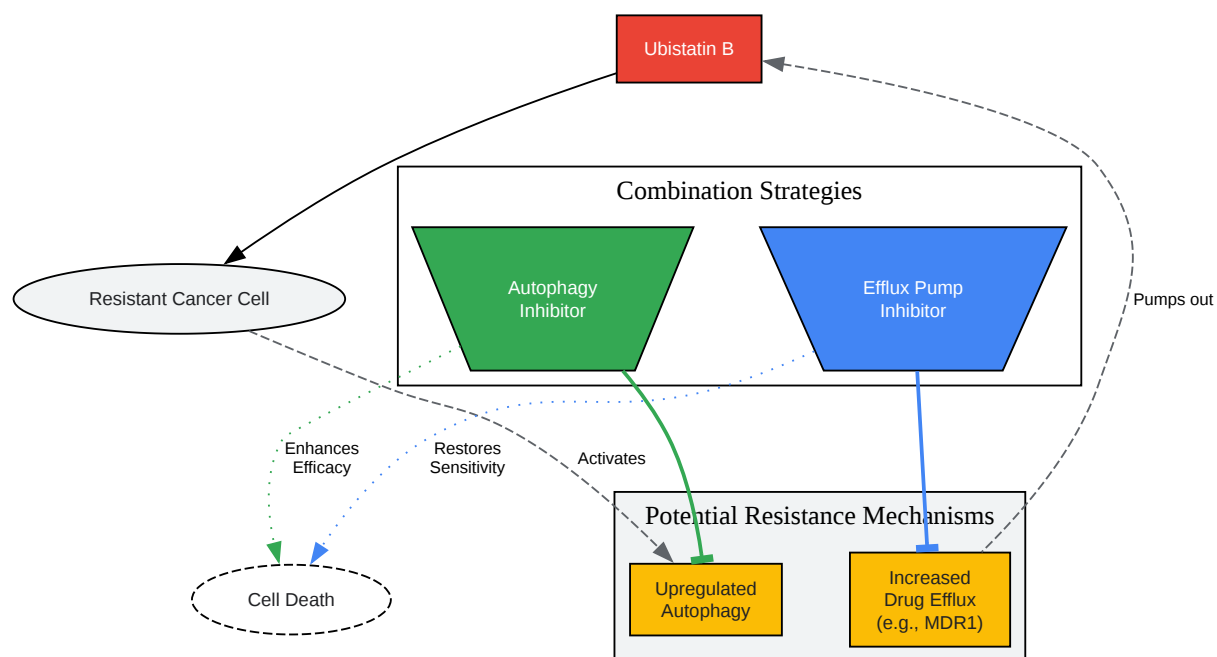 Ubistatin B
Combination Strategies
Autophagy
Inhibitor
Efflux Pump
Inhibitor
Resistant Cancer Cell
Pumps out
Enhances
Efficacy
Restores
Sensitivity
Activates
Potential Resistance Mechanisms
Cell Death
Upregulated
Autophagy
Increased
Drug Efflux
(e.g., MDR1)